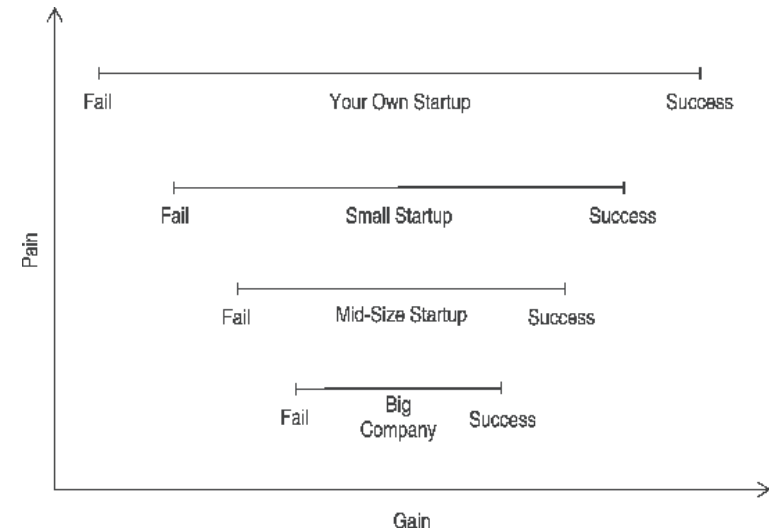 Fail Your Own Startup Success
Fail Small Startup Success
Pain
Fail Mid-Size Startup Success
Fail Big Company Success
Gain